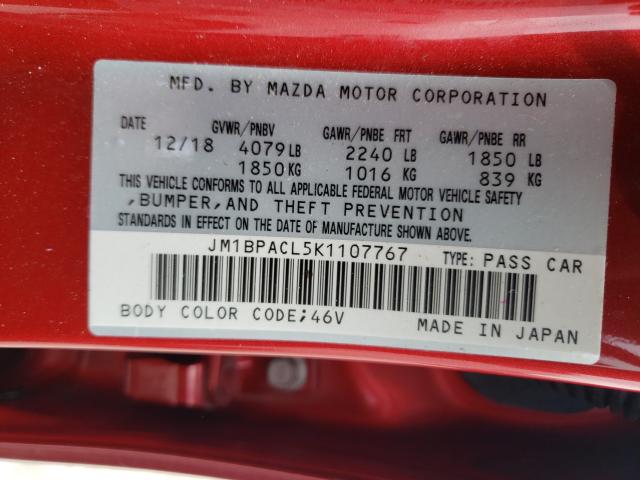 MFD. BY MAZDA MOTOR CORPORATION
DATE GVWR/PNBV GAWR/PNBE FRT GAWR/PNBE RR
12/18 4079LB 2240 LB 1850 LB
1850KG 1016 KG 839 KG
THIS VEHICLE CONFORMS TO ALL APPLICABLE FEDERAL MOTOR VEHICLE SAFETY
,BUMPER,AND THEFT PREVENTION
STANDARDS IN EFFECT ON THE DATE OF MANUFACTURE SHOWN ABOVE.
JM1BPACL5K1107767 TYPE: PASS CAR
BODY COLOR CODE;46V MADE IN JAPAN